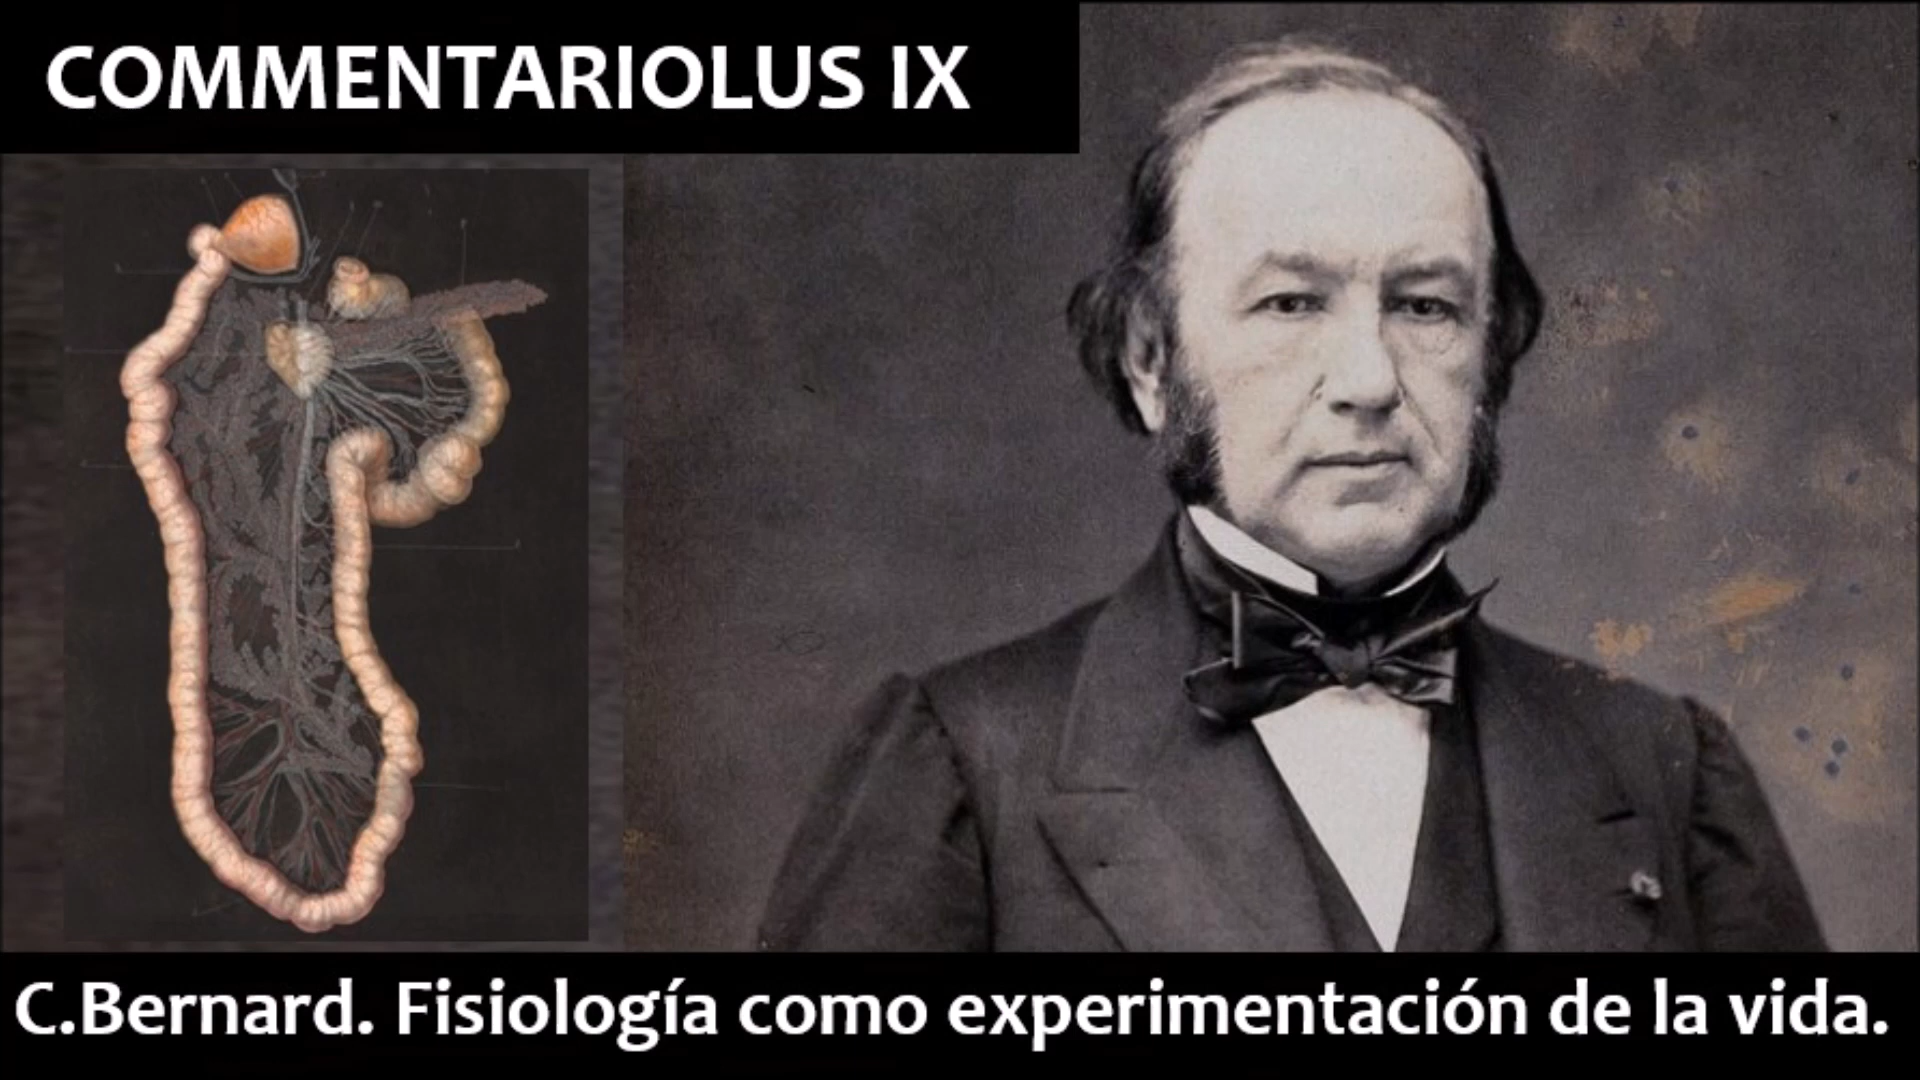 COMMENTARIOLUS IX
C.Bernard. Fisiología como experimentación de la vida.